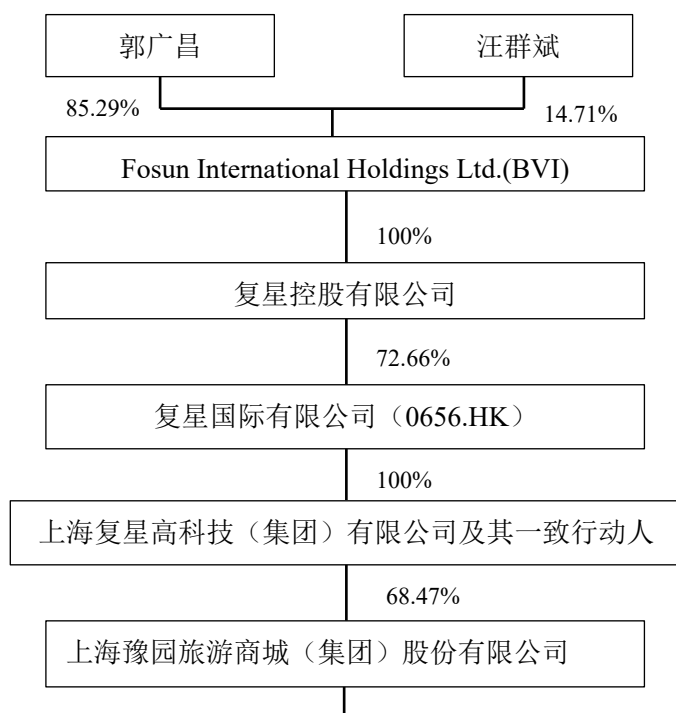 郭广昌
汪群斌
85.29%
14.71%
Fosun International Holdings Ltd.(BVI)
100%
复星控股有限公司
72.66%
复星国际有限公司（0656.HK）
100%
上海复星高科技（集团）有限公司及其一致行动人
68.47%
上海豫园旅游商城（集团）股份有限公司